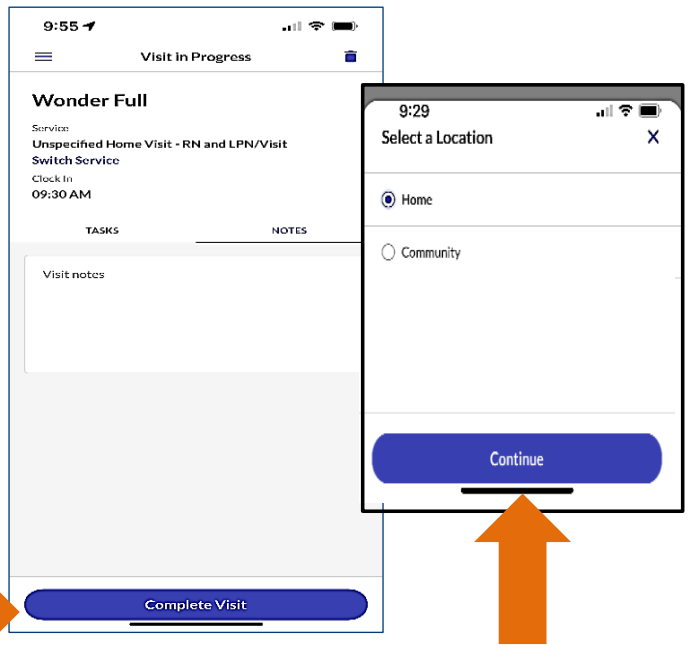 9:55
Visit in Progress
Wonder Full
Service
Unspecified Home Visit - RN and LPN/Visit
Switch Service
Clock In
09:30 AM
TASKS NOTES
Visit notes
Complete Visit
9:29
Select a Location X
Home
Community
Continue